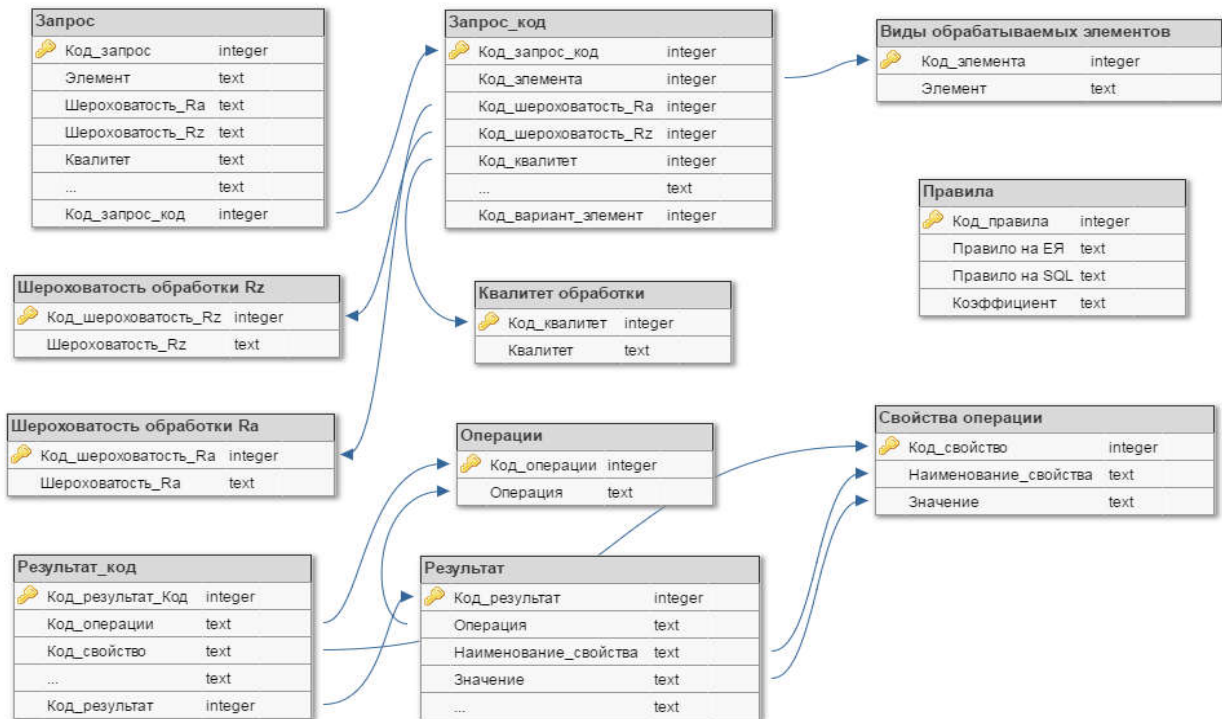 Запрос
Код_запрос integer
Элемент text
Шероховатость_Ra text
Шероховатость_Rz text
Квалитет text
... text
Код_запрос_код integer
Запрос_код
Код_запрос_код integer
Код_элемента integer
Код_шероховатость_Ra integer
Код_шероховатость_Rz integer
Код_квалитет integer
... text
Код_вариант_элемент integer
Виды обрабатываемых элементов
Код_элемента integer
Элемент text
Правила
Код_правила integer
Правило на ЕЯ text
Правило на SQL text
Коэффициент text
Шероховатость обработки Rz
Код_шероховатость_Rz integer
Шероховатость_Rz text
Квалитет обработки
Код_квалитет integer
Квалитет text
Шероховатость обработки Ra
Код_шероховатость_Ra integer
Шероховатость_Ra text
Операции
Код_операции integer
Операция text
Свойства операции
Код_свойство integer
Наименование_свойства text
Значение text
Результат_код
Код_результат_Код integer
Код_операции text
Код_свойство text
... text
Код_результат integer
Результат
Код_результат integer
Операция text
Наименование_свойства text
Значение text
... text